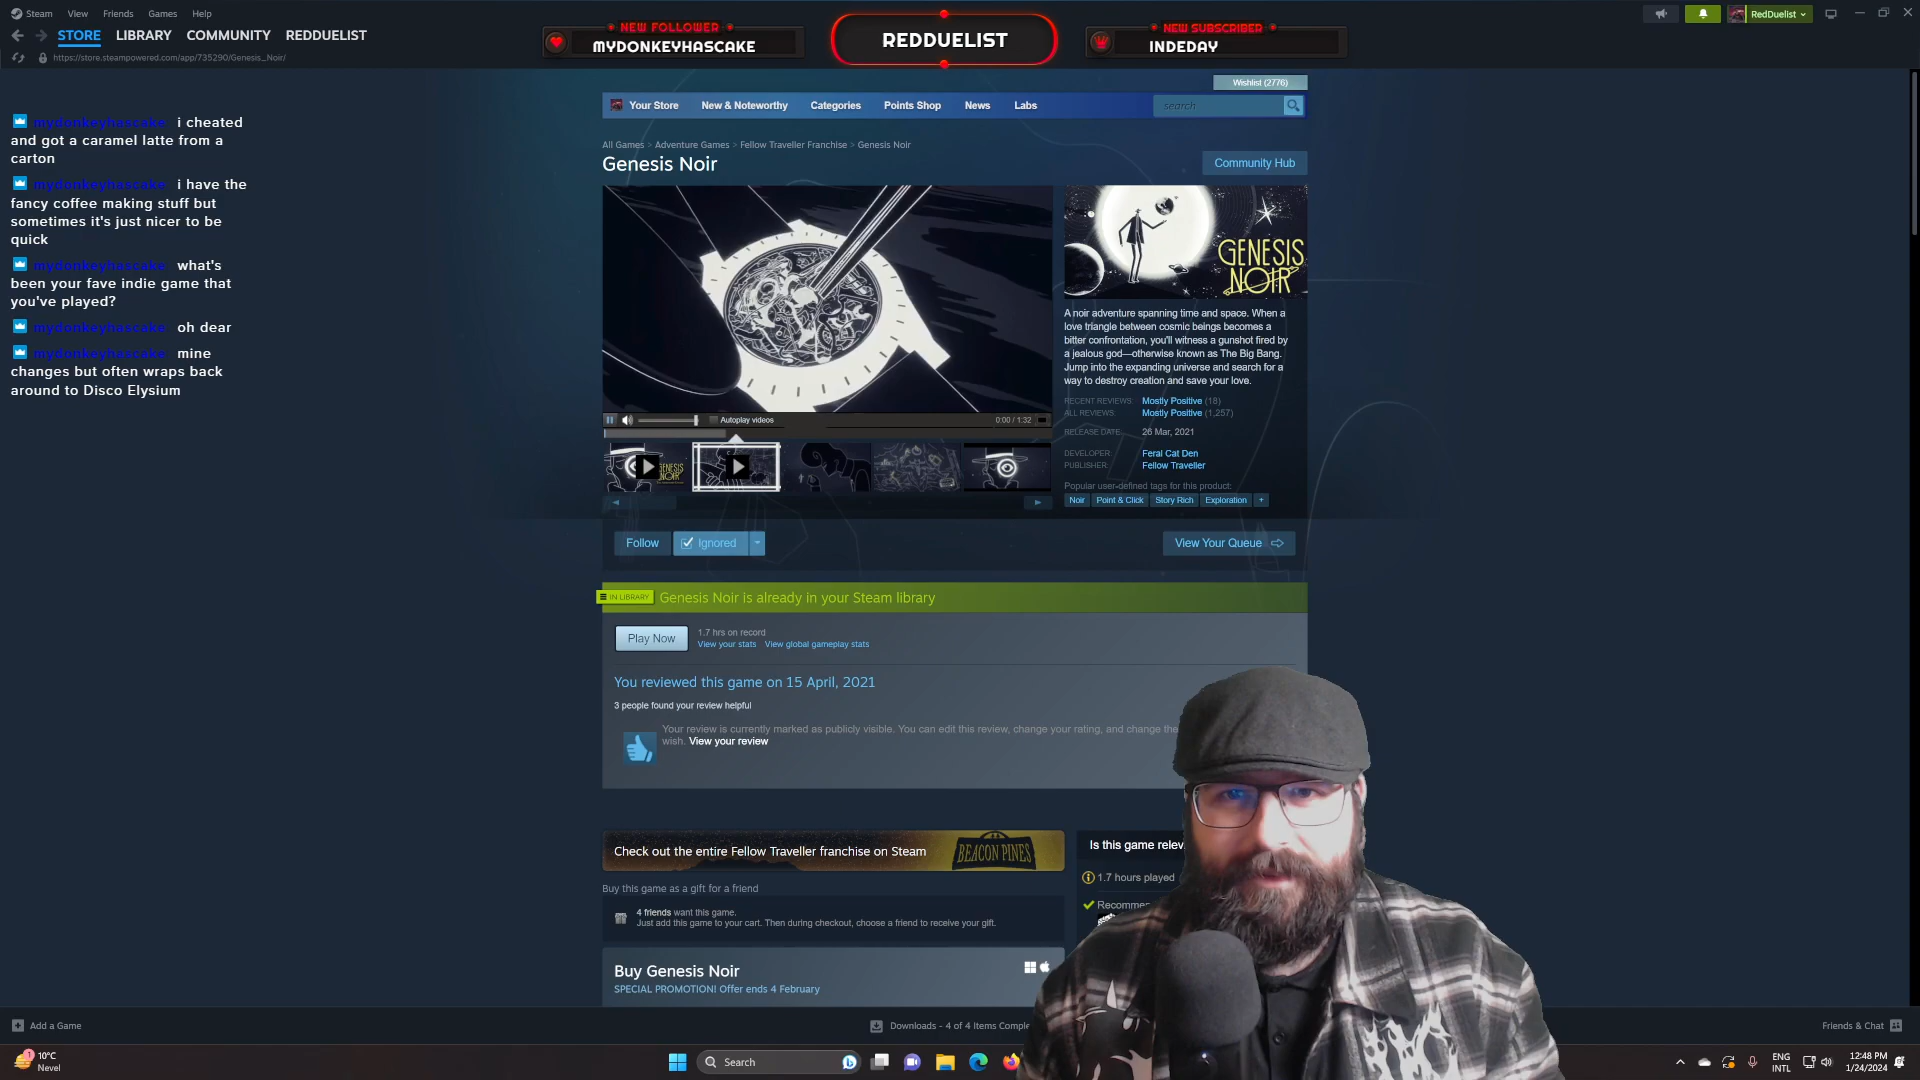 Steam View Friends Games Help
RedDuelist
STORE LIBRARY COMMUNITY REDDUELIST
https://store.steampowered.com/app/735290/Genesis_Noir/
NEW FOLLOWER
MYDONKEYHASCAKE
REDDUELIST
NEW SUBSCRIBER
INDEDAY
Wishlist (2776)
Your Store New & Noteworthy Categories Points Shop News Labs
search
mydonkeyhascake i cheated
and got a caramel latte from a
carton
mydonkeyhascake i have the
fancy coffee making stuff but
sometimes it's just nicer to be
quick
mydonkeyhascake what's
been your fave indie game that
you've played?
mydonkeyhascake oh dear
mydonkeyhascake mine
changes but often wraps back
around to Disco Elysium
All Games > Adventure Games > Fellow Traveller Franchise > Genesis Noir
Genesis Noir
Community Hub
GENESIS
NOIR
A noir adventure spanning time and space. When a
love triangle between cosmic beings becomes a
bitter confrontation, you'll witness a gunshot fired by
a jealous god—otherwise known as The Big Bang.
Jump into the expanding universe and search for a
way to destroy creation and save your love.
RECENT REVIEWS: Mostly Positive (18)
ALL REVIEWS: Mostly Positive (1,257)
RELEASE DATE: 26 Mar, 2021
DEVELOPER: Feral Cat Den
PUBLISHER: Fellow Traveller
Popular user-defined tags for this product:
Noir Point & Click Story Rich Exploration +
Autoplay videos
0:00 / 1:32
GENESIS
NOIR
Follow
Ignored
View Your Queue
IN LIBRARY
Genesis Noir is already in your Steam library
Play Now
1.7 hrs on record
View your stats View global gameplay stats
You reviewed this game on 15 April, 2021
3 people found your review helpful
Your review is currently marked as publicly visible. You can edit this review, change your rating, and change the
wish. View your review
Check out the entire Fellow Traveller franchise on Steam
BEACON PINES
Is this game relev
1.7 hours played
Recommen
Buy this game as a gift for a friend
4 friends want this game.
Just add this game to your cart. Then during checkout, choose a friend to receive your gift.
Buy Genesis Noir
SPECIAL PROMOTION! Offer ends 4 February
Add a Game
Downloads - 4 of 4 Items Comple
Friends & Chat
1
10°C
Nevel
Search
ENG
INTL
12:48 PM
1/24/2024